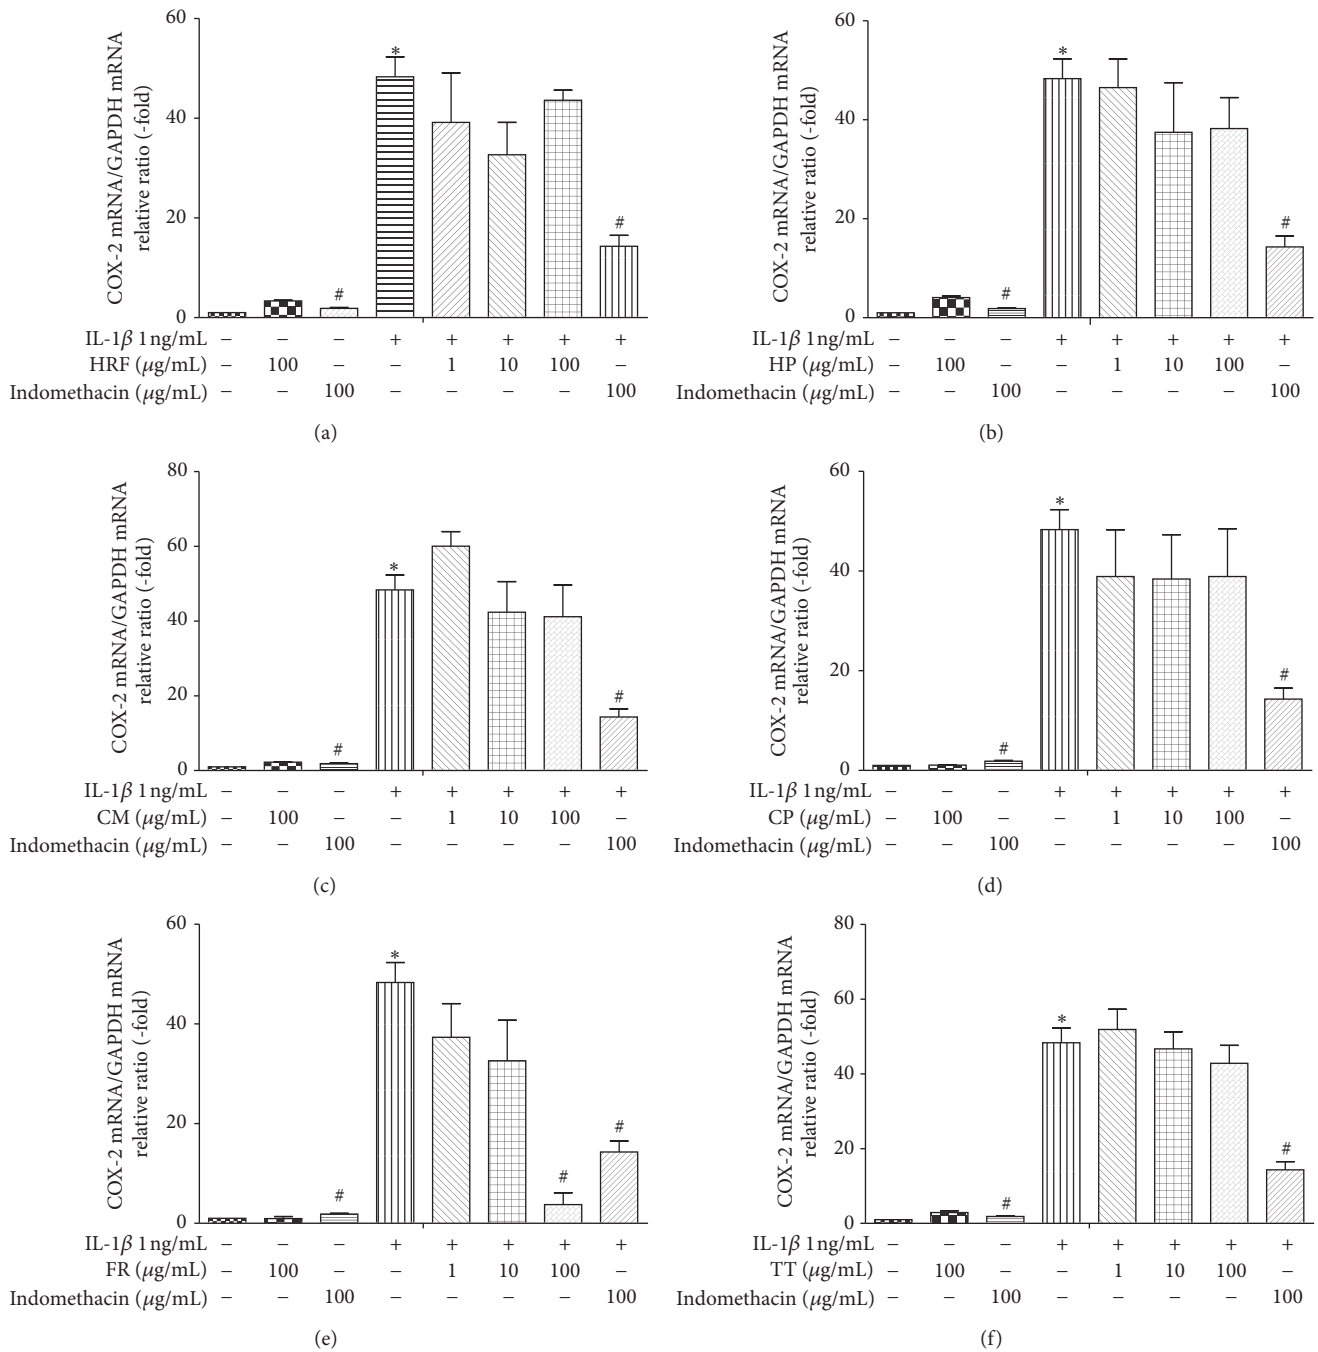 60
40
20
0
COX-2 mRNA/GAPDH mRNA
relative ratio (-fold)
*
#
#
IL-1β 1 ng/mL – – – + + + + +
HRF (μg/mL) – 100 – – 1 10 100 –
Indomethacin (μg/mL) – – 100 – – – – 100
(a)
60
40
20
0
COX-2 mRNA/GAPDH mRNA
relative ratio (-fold)
*
#
#
IL-1β 1 ng/mL – – – + + + + +
HP (μg/mL) – 100 – – 1 10 100 –
Indomethacin (μg/mL) – – 100 – – – – 100
(b)
80
60
40
20
0
COX-2 mRNA/GAPDH mRNA
relative ratio (-fold)
*
#
#
IL-1β 1 ng/mL – – – + + + + +
CM (μg/mL) – 100 – – 1 10 100 –
Indomethacin (μg/mL) – – 100 – – – – 100
(c)
60
40
20
0
COX-2 mRNA/GAPDH mRNA
relative ratio (-fold)
*
#
#
IL-1β 1 ng/mL – – – + + + + +
CP (μg/mL) – 100 – – 1 10 100 –
Indomethacin (μg/mL) – – 100 – – – – 100
(d)
60
40
20
0
COX-2 mRNA/GAPDH mRNA
relative ratio (-fold)
*
#
#
#
IL-1β 1 ng/mL – – – + + + + +
FR (μg/mL) – 100 – – 1 10 100 –
Indomethacin (μg/mL) – – 100 – – – – 100
(e)
80
60
40
20
0
COX-2 mRNA/GAPDH mRNA
relative ratio (-fold)
*
#
#
IL-1β 1 ng/mL – – – + + + + +
TT (μg/mL) – 100 – – 1 10 100 –
Indomethacin (μg/mL) – – 100 – – – – 100
(f)